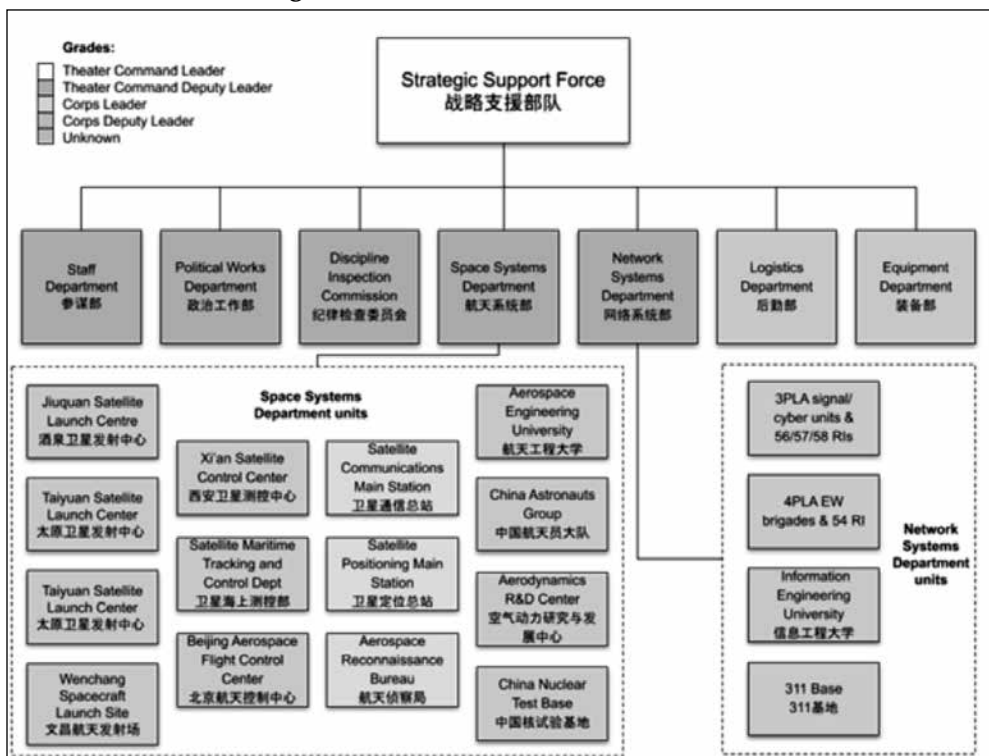 Grades:
Theater Command Leader
Theater Command Deputy Leader
Corps Leader
Corps Deputy Leader
Unknown
Strategic Support Force
战略支援部队
Staff
Department
参谋部
Political Works
Department
政治工作部
Discipline
Inspection
Commission
纪律检查委员会
Space Systems
Department
航天系统部
Network
Systems
Department
网络系统部
Logistics
Department
后勤部
Equipment
Department
装备部
Space Systems
Department units
Jiuquan Satellite
Launch Centre
酒泉卫星发射中心
Taiyuan Satellite
Launch Center
太原卫星发射中心
Taiyuan Satellite
Launch Center
太原卫星发射中心
Wenchang
Spacecraft
Launch Site
文昌航天发射场
Xi'an Satellite
Control Center
西安卫星测控中心
Satellite Maritime
Tracking and
Control Dept
卫星海上测控部
Beijing Aerospace
Flight Control
Center
北京航天控制中心
Satellite
Communications
Main Station
卫星通信总站
Satellite
Positioning Main
Station
卫星定位总站
Aerospace
Reconnaissance
Bureau
航天侦察局
Aerospace
Engineering
University
航天工程大学
China Astronauts
Group
中国航天员大队
Aerodynamics
R&D Center
空气动力研究与发
展中心
China Nuclear
Test Base
中国核试验基地
3PLA signal/
cyber units &
56/57/58 RIs
4PLA EW
brigades & 54 RI
Information
Engineering
University
信息工程大学
311 Base
311基地
Network
Systems
Department
units